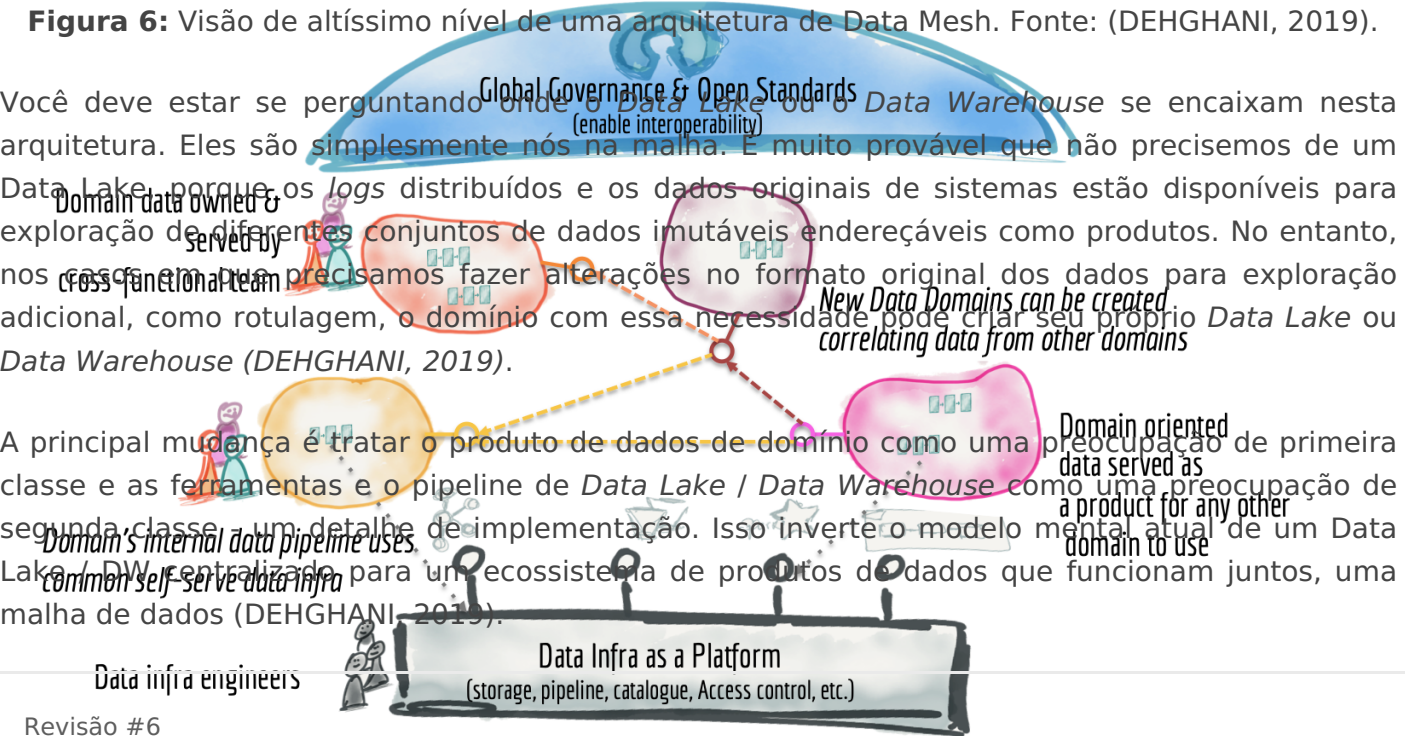 Figura 6: Visão de altíssimo nível de uma arquitetura de Data Mesh. Fonte: (DEHGHANI, 2019).
Você deve estar se perguntando onde o Data Lake ou o Data Warehouse se encaixam nesta
arquitetura. Eles são simplesmente nós na malha. É muito provável que não precisemos de um
Data Lake, porque os logs distribuídos e os dados originais de sistemas estão disponíveis para
exploração de diferentes conjuntos de dados imutáveis endereçáveis como produtos. No entanto,
nos casos em que precisamos fazer alterações no formato original dos dados para exploração
adicional, como rotulagem, o domínio com essa necessidade pode criar seu próprio Data Lake ou
Data Warehouse (DEHGHANI, 2019).
A principal mudança é tratar o produto de dados de domínio como uma preocupação de primeira
classe e as ferramentas e o pipeline de Data Lake / Data Warehouse como uma preocupação de
segunda classe - um detalhe de implementação. Isso inverte o modelo mental atual de um Data
Lake / DW centralizado para um ecossistema de produtos de dados que funcionam juntos, uma
malha de dados (DEHGHANI, 2019).
Global Governance & Open Standards
(enable interoperability)
Domain data owned &
served by
cross-functional team
New Data Domains can be created
correlating data from other domains
Domain oriented
data served as
a product for any other
domain to use
Domain's internal data pipeline uses
common self-serve data infra
Data Infra as a Platform
(storage, pipeline, catalogue, Access control, etc.)
Data infra engineers
Revisão #6